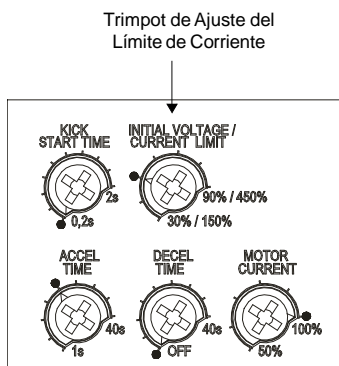 Trimpot de Ajuste del
Límite de Corriente
KICK
START TIME
INITIAL VOLTAGE /
CURRENT LIMIT
2s
0,2s
90% / 450%
30% / 150%
ACCEL
TIME
DECEL
TIME
MOTOR
CURRENT
40s
1s
40s
OFF
100%
50%